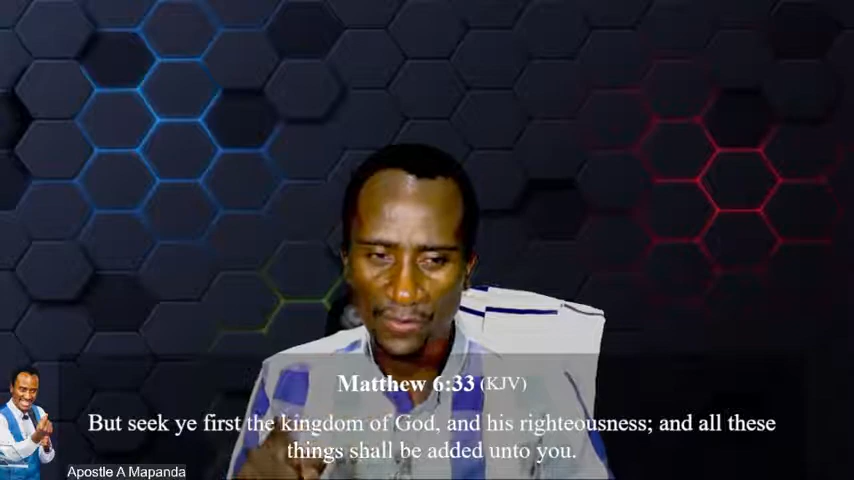 Matthew 6:33 (KJV)
But seek ye first the kingdom of God, and his righteousness; and all these
things shall be added unto you.
Apostle A Mapanda